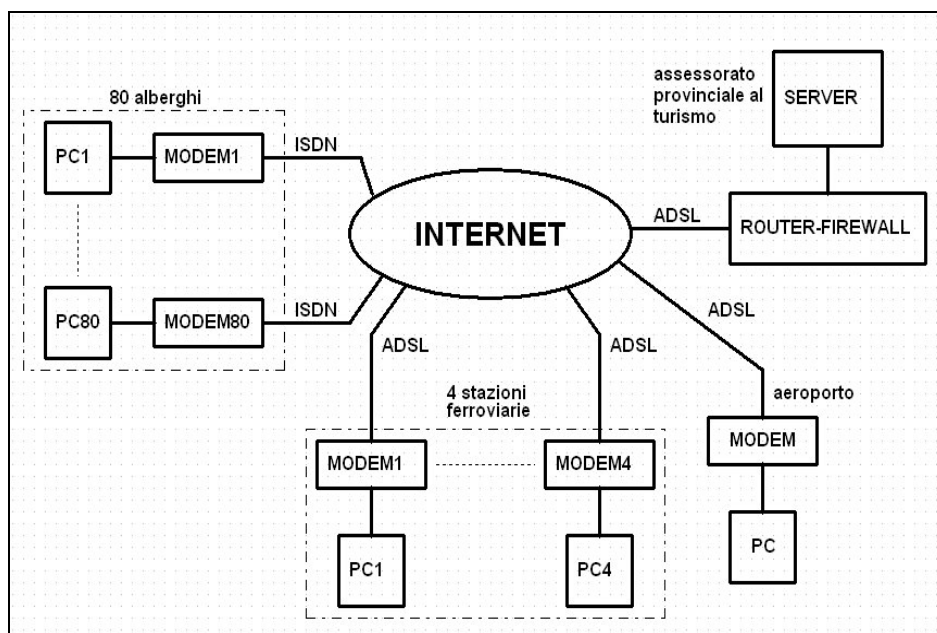 80 alberghi
PC1
MODEM1
ISDN
PC80
MODEM80
ISDN
INTERNET
assessorato
provinciale al
turismo
SERVER
ADSL
ROUTER-FIREWALL
ADSL
ADSL
ADSL
4 stazioni
ferroviarie
MODEM1
MODEM4
PC1
PC4
aeroporto
MODEM
PC